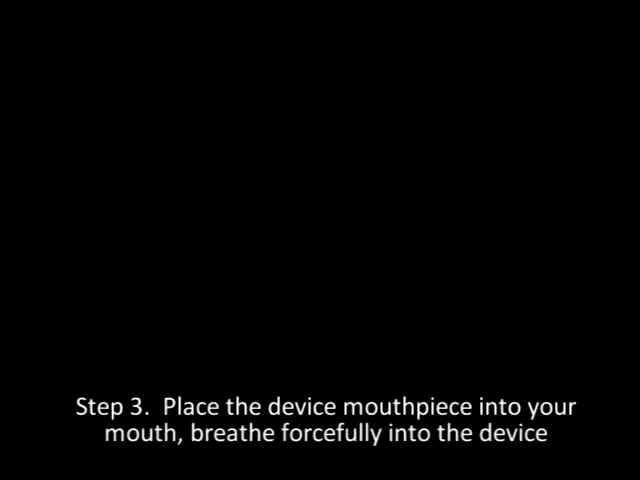 Step 3.  Place the device mouthpiece into your
mouth, breathe forcefully into the device